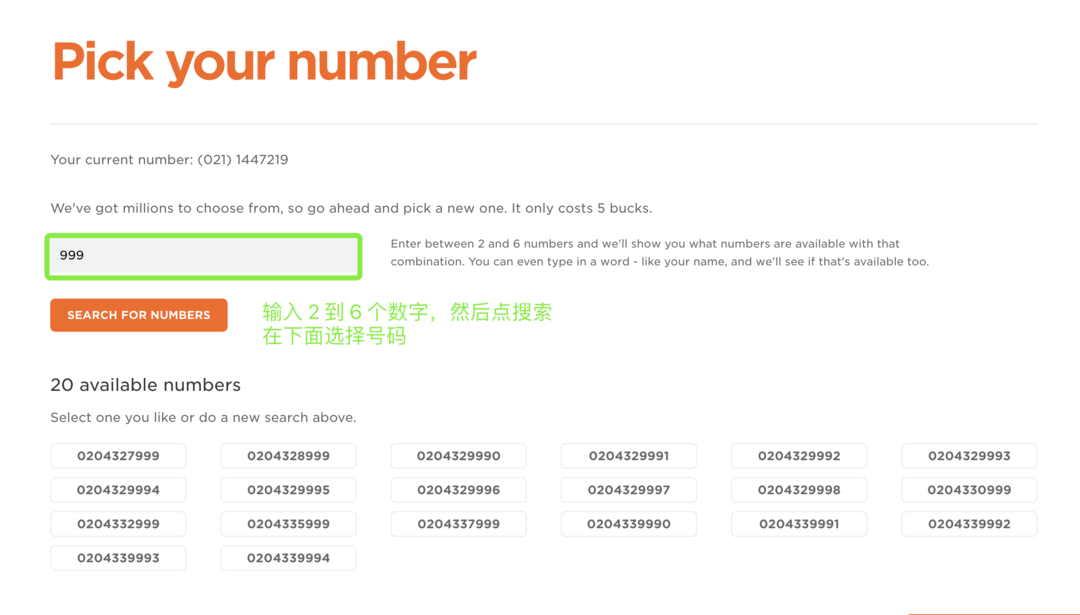 Pick your number
Your current number: (021) 1447219
We've got millions to choose from, so go ahead and pick a new one. It only costs 5 bucks.
999
Enter between 2 and 6 numbers and we'll show you what numbers are available with that
combination. You can even type in a word - like your name, and we'll see if that's available too.
SEARCH FOR NUMBERS
输入 2 到 6 个数字，然后点搜索
在下面选择号码
20 available numbers
Select one you like or do a new search above.
0204327999 0204328999 0204329990 0204329991 0204329992 0204329993
0204329994 0204329995 0204329996 0204329997 0204329998 0204330999
0204332999 0204335999 0204337999 0204339990 0204339991 0204339992
0204339993 0204339994